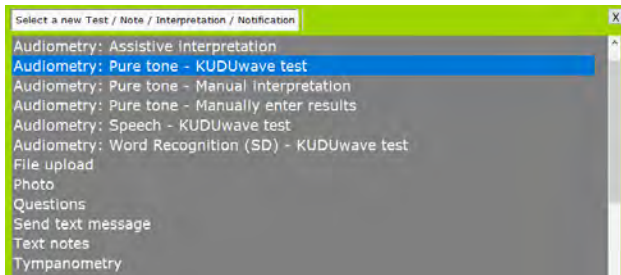 Select a new Test / Note / Interpretation / Notification
X
Audiometry: Assistive interpretation
Audiometry: Pure tone - KUDUwave test
Audiometry: Pure tone - Manual interpretation
Audiometry: Pure tone - Manually enter results
Audiometry: Speech - KUDUwave test
Audiometry: Word Recognition (SD) - KUDUwave test
File upload
Photo
Questions
Send text message
Text notes
Tympanometry